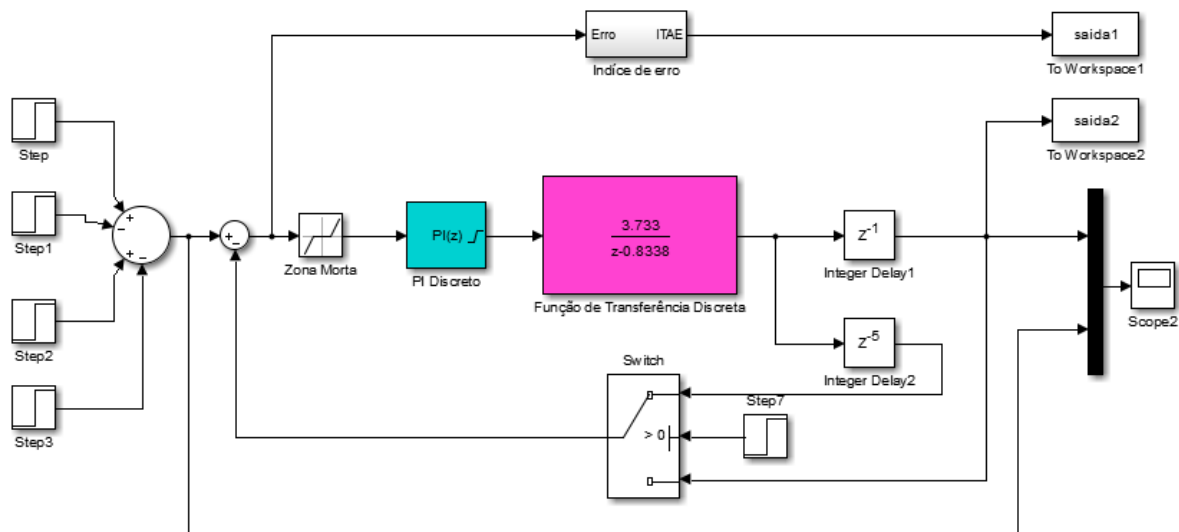 Erro
ITAE
Indíce de erro
saida1
To Workspace1
saida2
To Workspace2
Step
Step1
Step2
Step3
+
−
+
−
+
−
Zona Morta
PI(z)
PI Discreto
3.733
z-0.8338
Função de Transferência Discreta
z-1
Integer Delay1
z-5
Integer Delay2
Scope2
Switch
> 0
Step7